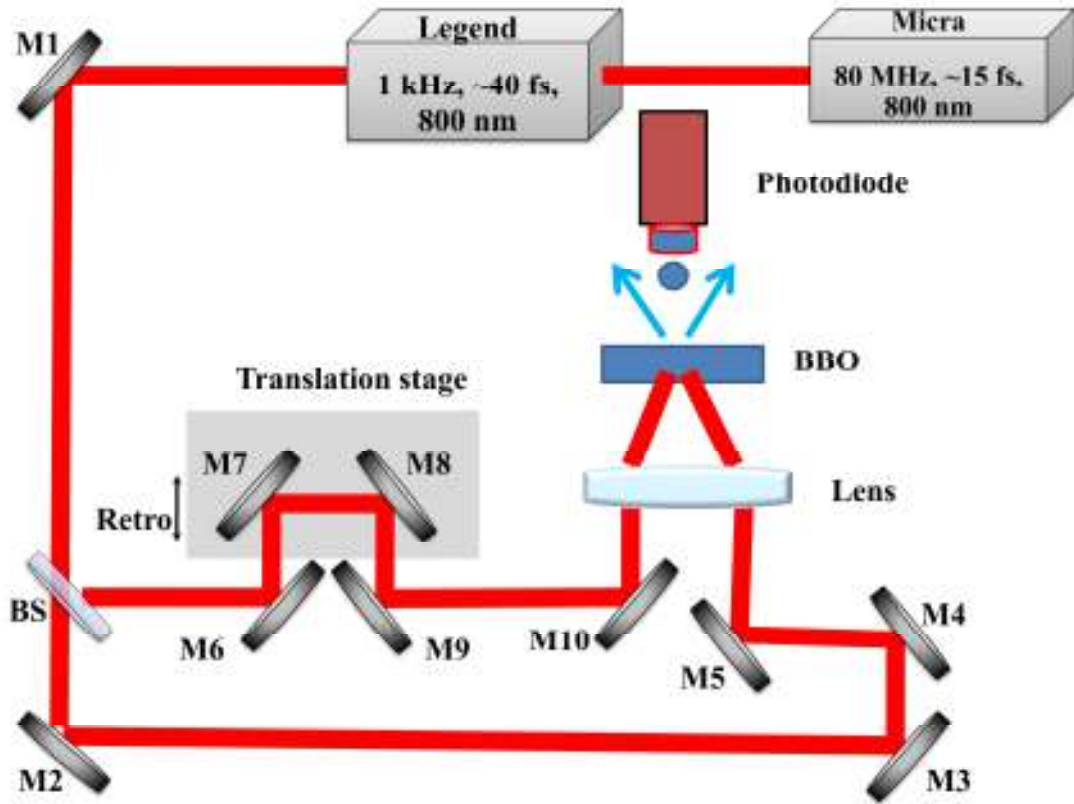 M1
Legend
1 kHz, ~40 fs,
800 nm
Micra
80 MHz, ~15 fs,
800 nm
Photodiode
BBO
Translation stage
M7
M8
Retro
Lens
BS
M6
M9
M10
M5
M4
M2
M3